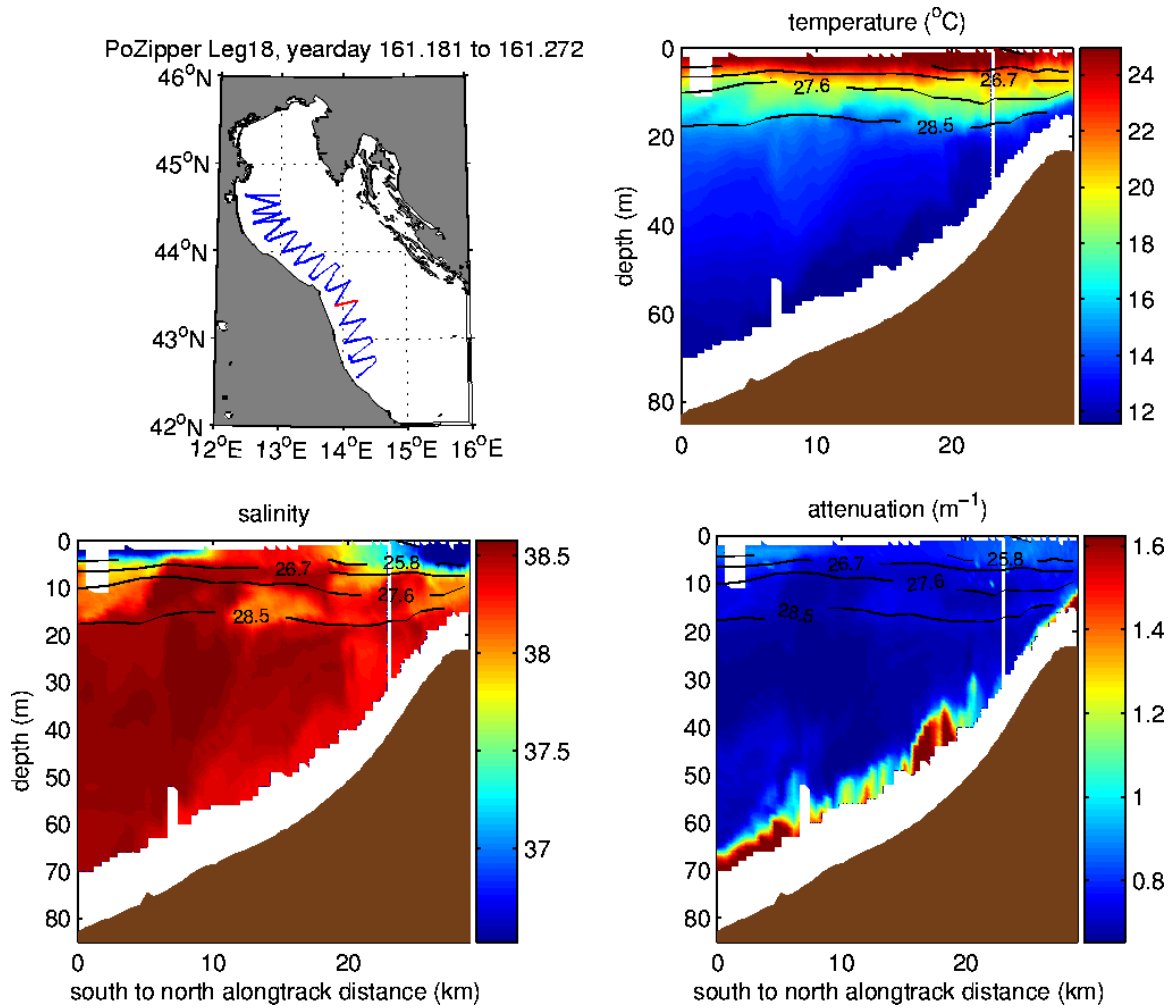 PoZipper Leg18, yearday 161.181 to 161.272
46°N
45°N
44°N
43°N
42°N
12°E 13°E 14°E 15°E 16°E
temperature (°C)
0
20
40
60
80
depth (m)
0 10 20
27.6
26.7
28.5
24
22
20
18
16
14
12
salinity
0
10
20
30
40
50
60
70
80
depth (m)
0 10 20
south to north alongtrack distance (km)
25.8
26.7
27.6
28.5
38.5
38
37.5
37
attenuation (m⁻¹)
0
10
20
30
40
50
60
70
80
0 10 20
south to north alongtrack distance (km)
25.8
26.7
27.6
28.5
1.6
1.4
1.2
1
0.8